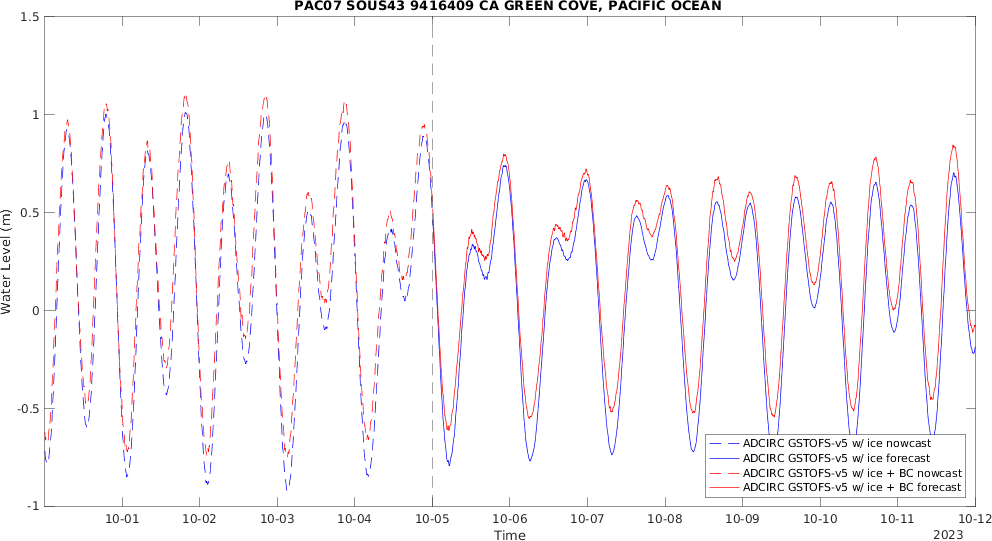 PAC07 SOUS43 9416409 CA GREEN COVE, PACIFIC OCEAN
1.5
1
0.5
0
-0.5
-1
Water Level (m)
ADCIRC GSTOFS-v5 w/ ice nowcast
ADCIRC GSTOFS-v5 w/ ice forecast
ADCIRC GSTOFS-v5 w/ ice + BC nowcast
ADCIRC GSTOFS-v5 w/ ice + BC forecast
10-01 10-02 10-03 10-04 10-05 10-06 10-07 10-08 10-09 10-10 10-11 10-12
Time
2023